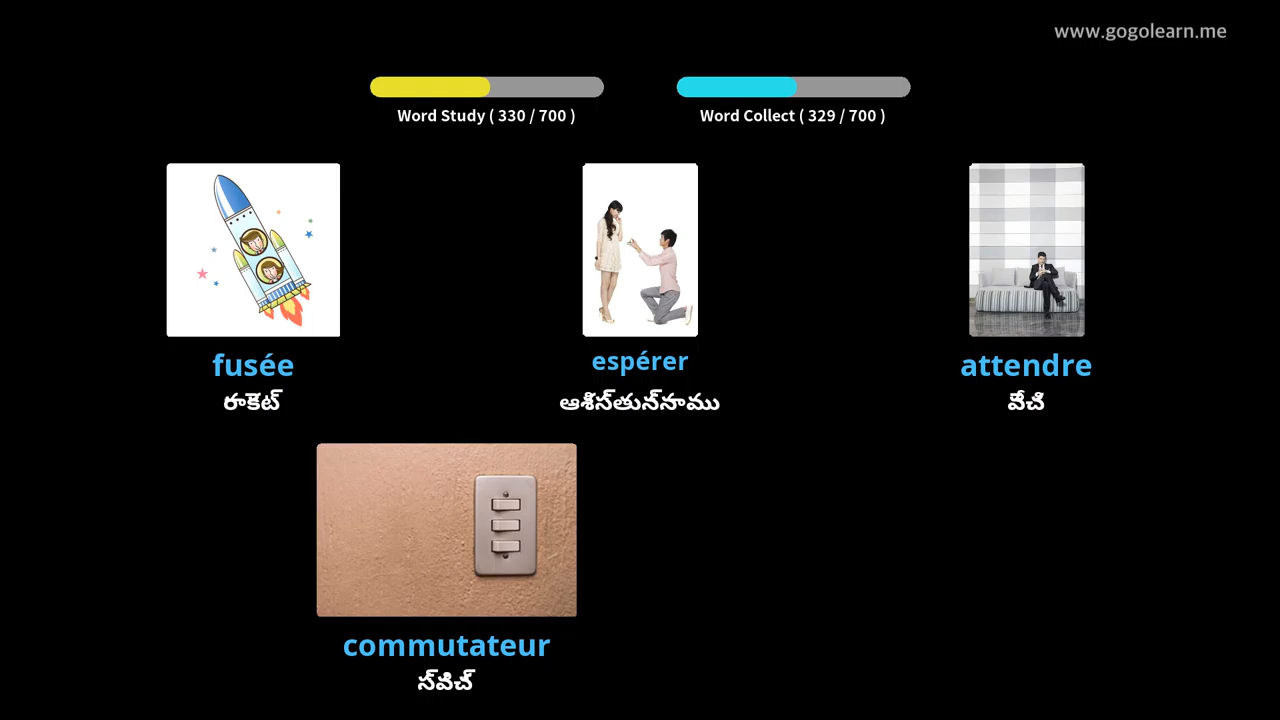 www.gogolearn.me
Word Study ( 330 / 700 )
Word Collect ( 329 / 700 )
fusée
espérer
attendre
రాకెట్
ఆశిస్‌తున్‌నాము
వేచి
commutateur
స్‌విచ్